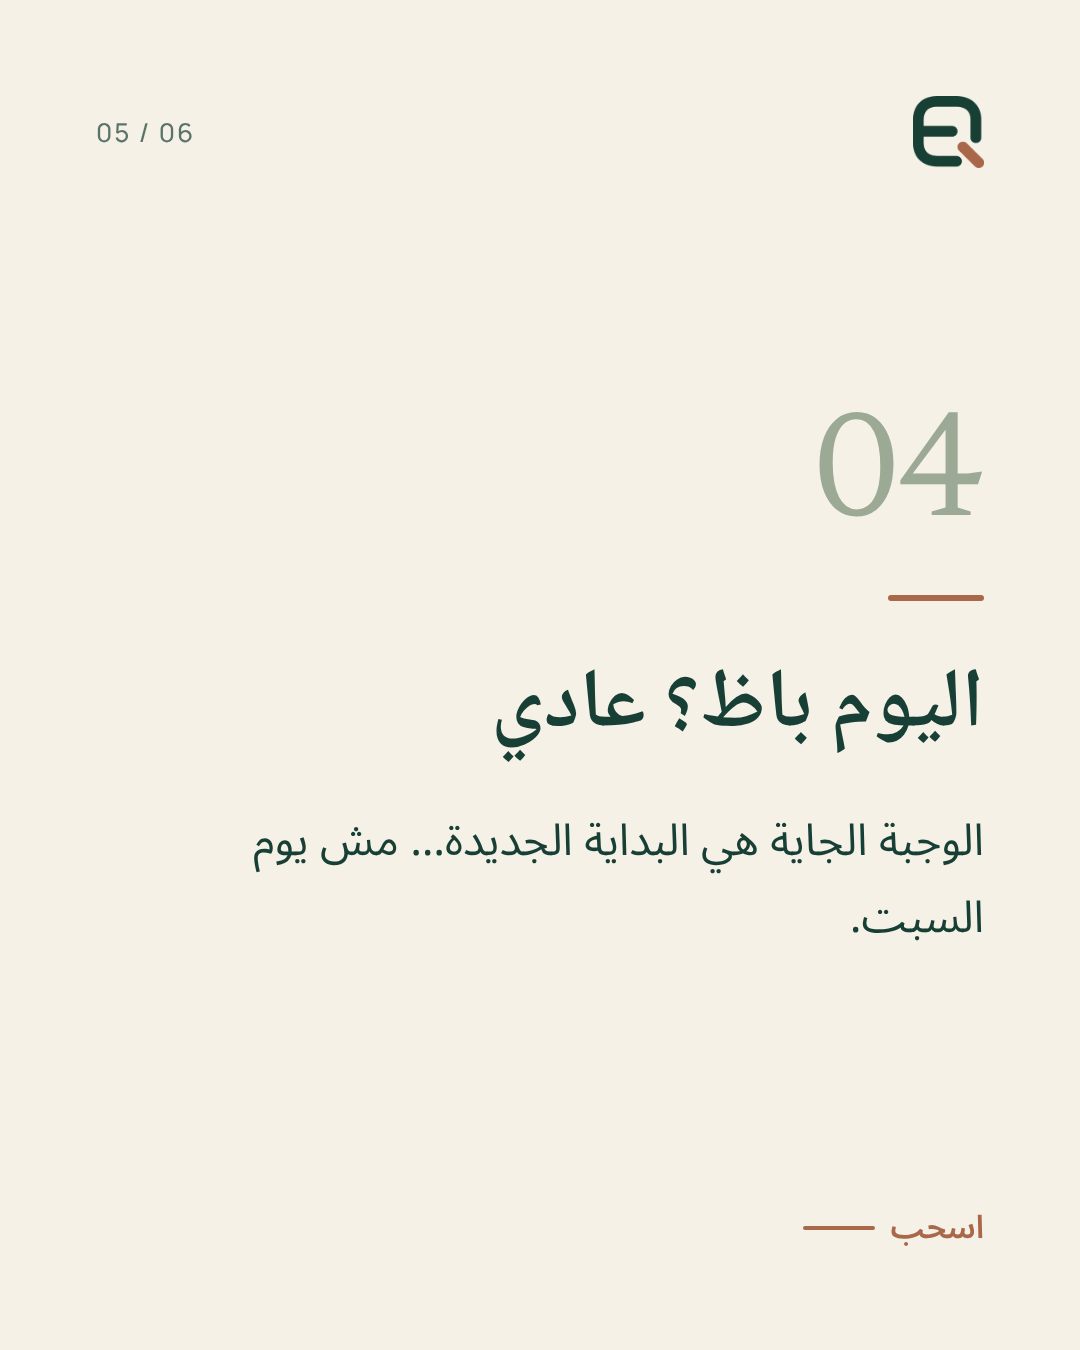 05 / 06
04
اليوم باظ؟ عادي
الوجبة الجاية هي البداية الجديدة... مش يوم
السبت.
اسحب